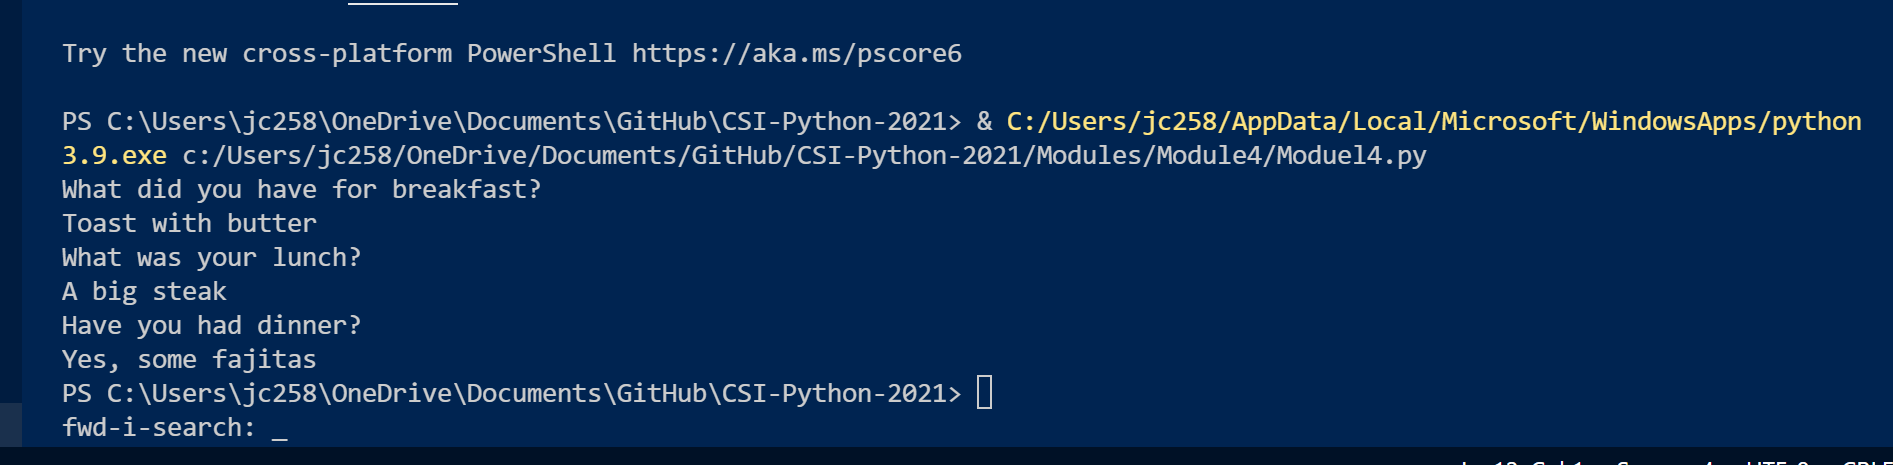 Try the new cross-platform PowerShell https://aka.ms/pscore6
PS C:\Users\jc258\OneDrive\Documents\GitHub\CSI-Python-2021> & C:/Users/jc258/AppData/Local/Microsoft/WindowsApps/python
3.9.exe c:/Users/jc258/OneDrive/Documents/GitHub/CSI-Python-2021/Modules/Module4/Moduel4.py
What did you have for breakfast?
Toast with butter
What was your lunch?
A big steak
Have you had dinner?
Yes, some fajitas
PS C:\Users\jc258\OneDrive\Documents\GitHub\CSI-Python-2021>
fwd-i-search: _